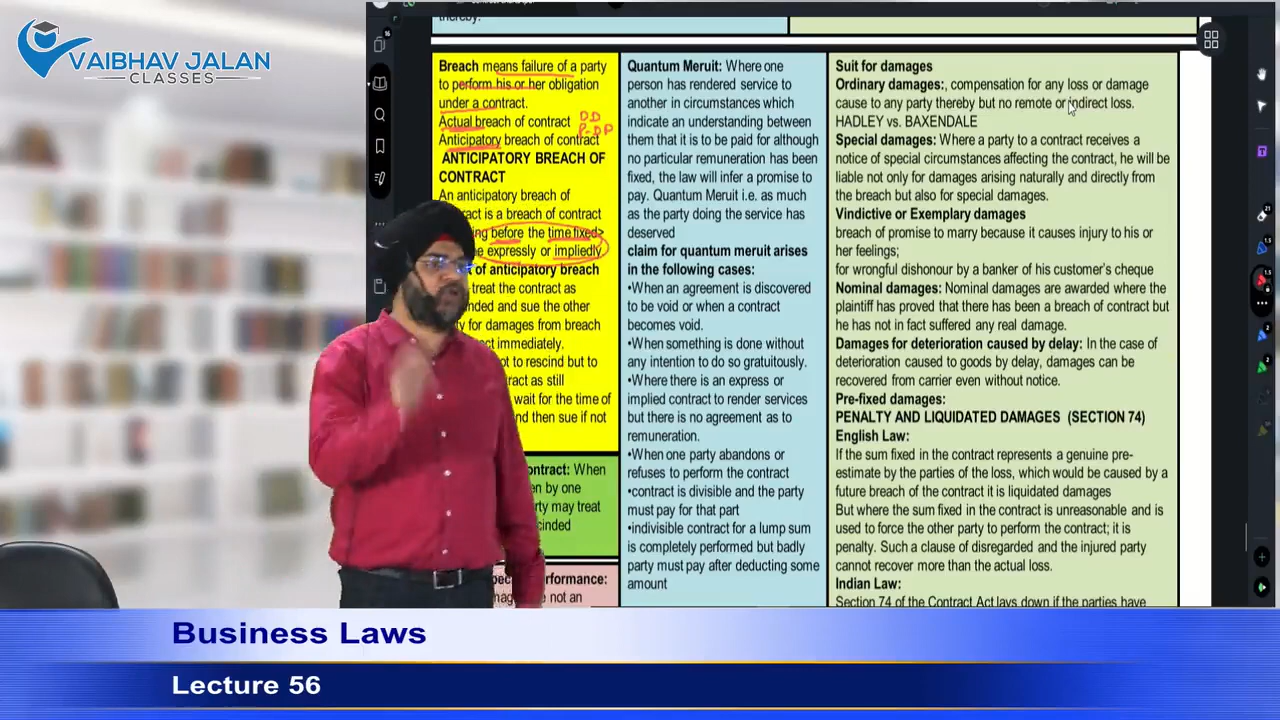 VAIBHAV JALAN
CLASSES
thereby.
Breach means failure of a party
to perform his or her obligation
under a contract.
Actual breach of contract
DD
P-DP
Anticipatory breach of contract
ANTICIPATORY BREACH OF
CONTRACT
An anticipatory breach of
contract is a breach of contract
before the time fixed>
expressly or impliedly
of anticipatory breach
treat the contract as
and sue the other
for damages from breach
immediately.
not to rescind but to
as still
wait for the time of
and then sue if not
When
by one
may treat
Quantum Meruit: Where one
person has rendered service to
another in circumstances which
indicate an understanding between
them that it is to be paid for although
no particular remuneration has been
fixed, the law will infer a promise to
pay. Quantum Meruit i.e. as much
as the party doing the service has
deserved
claim for quantum meruit arises
in the following cases:
•When an agreement is discovered
to be void or when a contract
becomes void.
•When something is done without
any intention to do so gratuitously.
•Where there is an express or
implied contract to render services
but there is no agreement as to
remuneration.
•When one party abandons or
refuses to perform the contract
•contract is divisible and the party
must pay for that part
•indivisible contract for a lump sum
is completely performed but badly
party must pay after deducting some
amount
Suit for damages
Ordinary damages:, compensation for any loss or damage
cause to any party thereby but no remote or indirect loss.
HADLEY vs. BAXENDALE
Special damages: Where a party to a contract receives a
notice of special circumstances affecting the contract, he will be
liable not only for damages arising naturally and directly from
the breach but also for special damages.
Vindictive or Exemplary damages
breach of promise to marry because it causes injury to his or
her feelings;
for wrongful dishonour by a banker of his customer's cheque
Nominal damages: Nominal damages are awarded where the
plaintiff has proved that there has been a breach of contract but
he has not in fact suffered any real damage.
Damages for deterioration caused by delay: In the case of
deterioration caused to goods by delay, damages can be
recovered from carrier even without notice.
Pre-fixed damages:
PENALTY AND LIQUIDATED DAMAGES (SECTION 74)
English Law:
If the sum fixed in the contract represents a genuine pre-
estimate by the parties of the loss, which would be caused by a
future breach of the contract it is liquidated damages
But where the sum fixed in the contract is unreasonable and is
used to force the other party to perform the contract; it is
penalty. Such a clause of disregarded and the injured party
cannot recover more than the actual loss.
Indian Law:
Section 74 of the Contract Act lays down if the parties have
Business Laws
Lecture 56